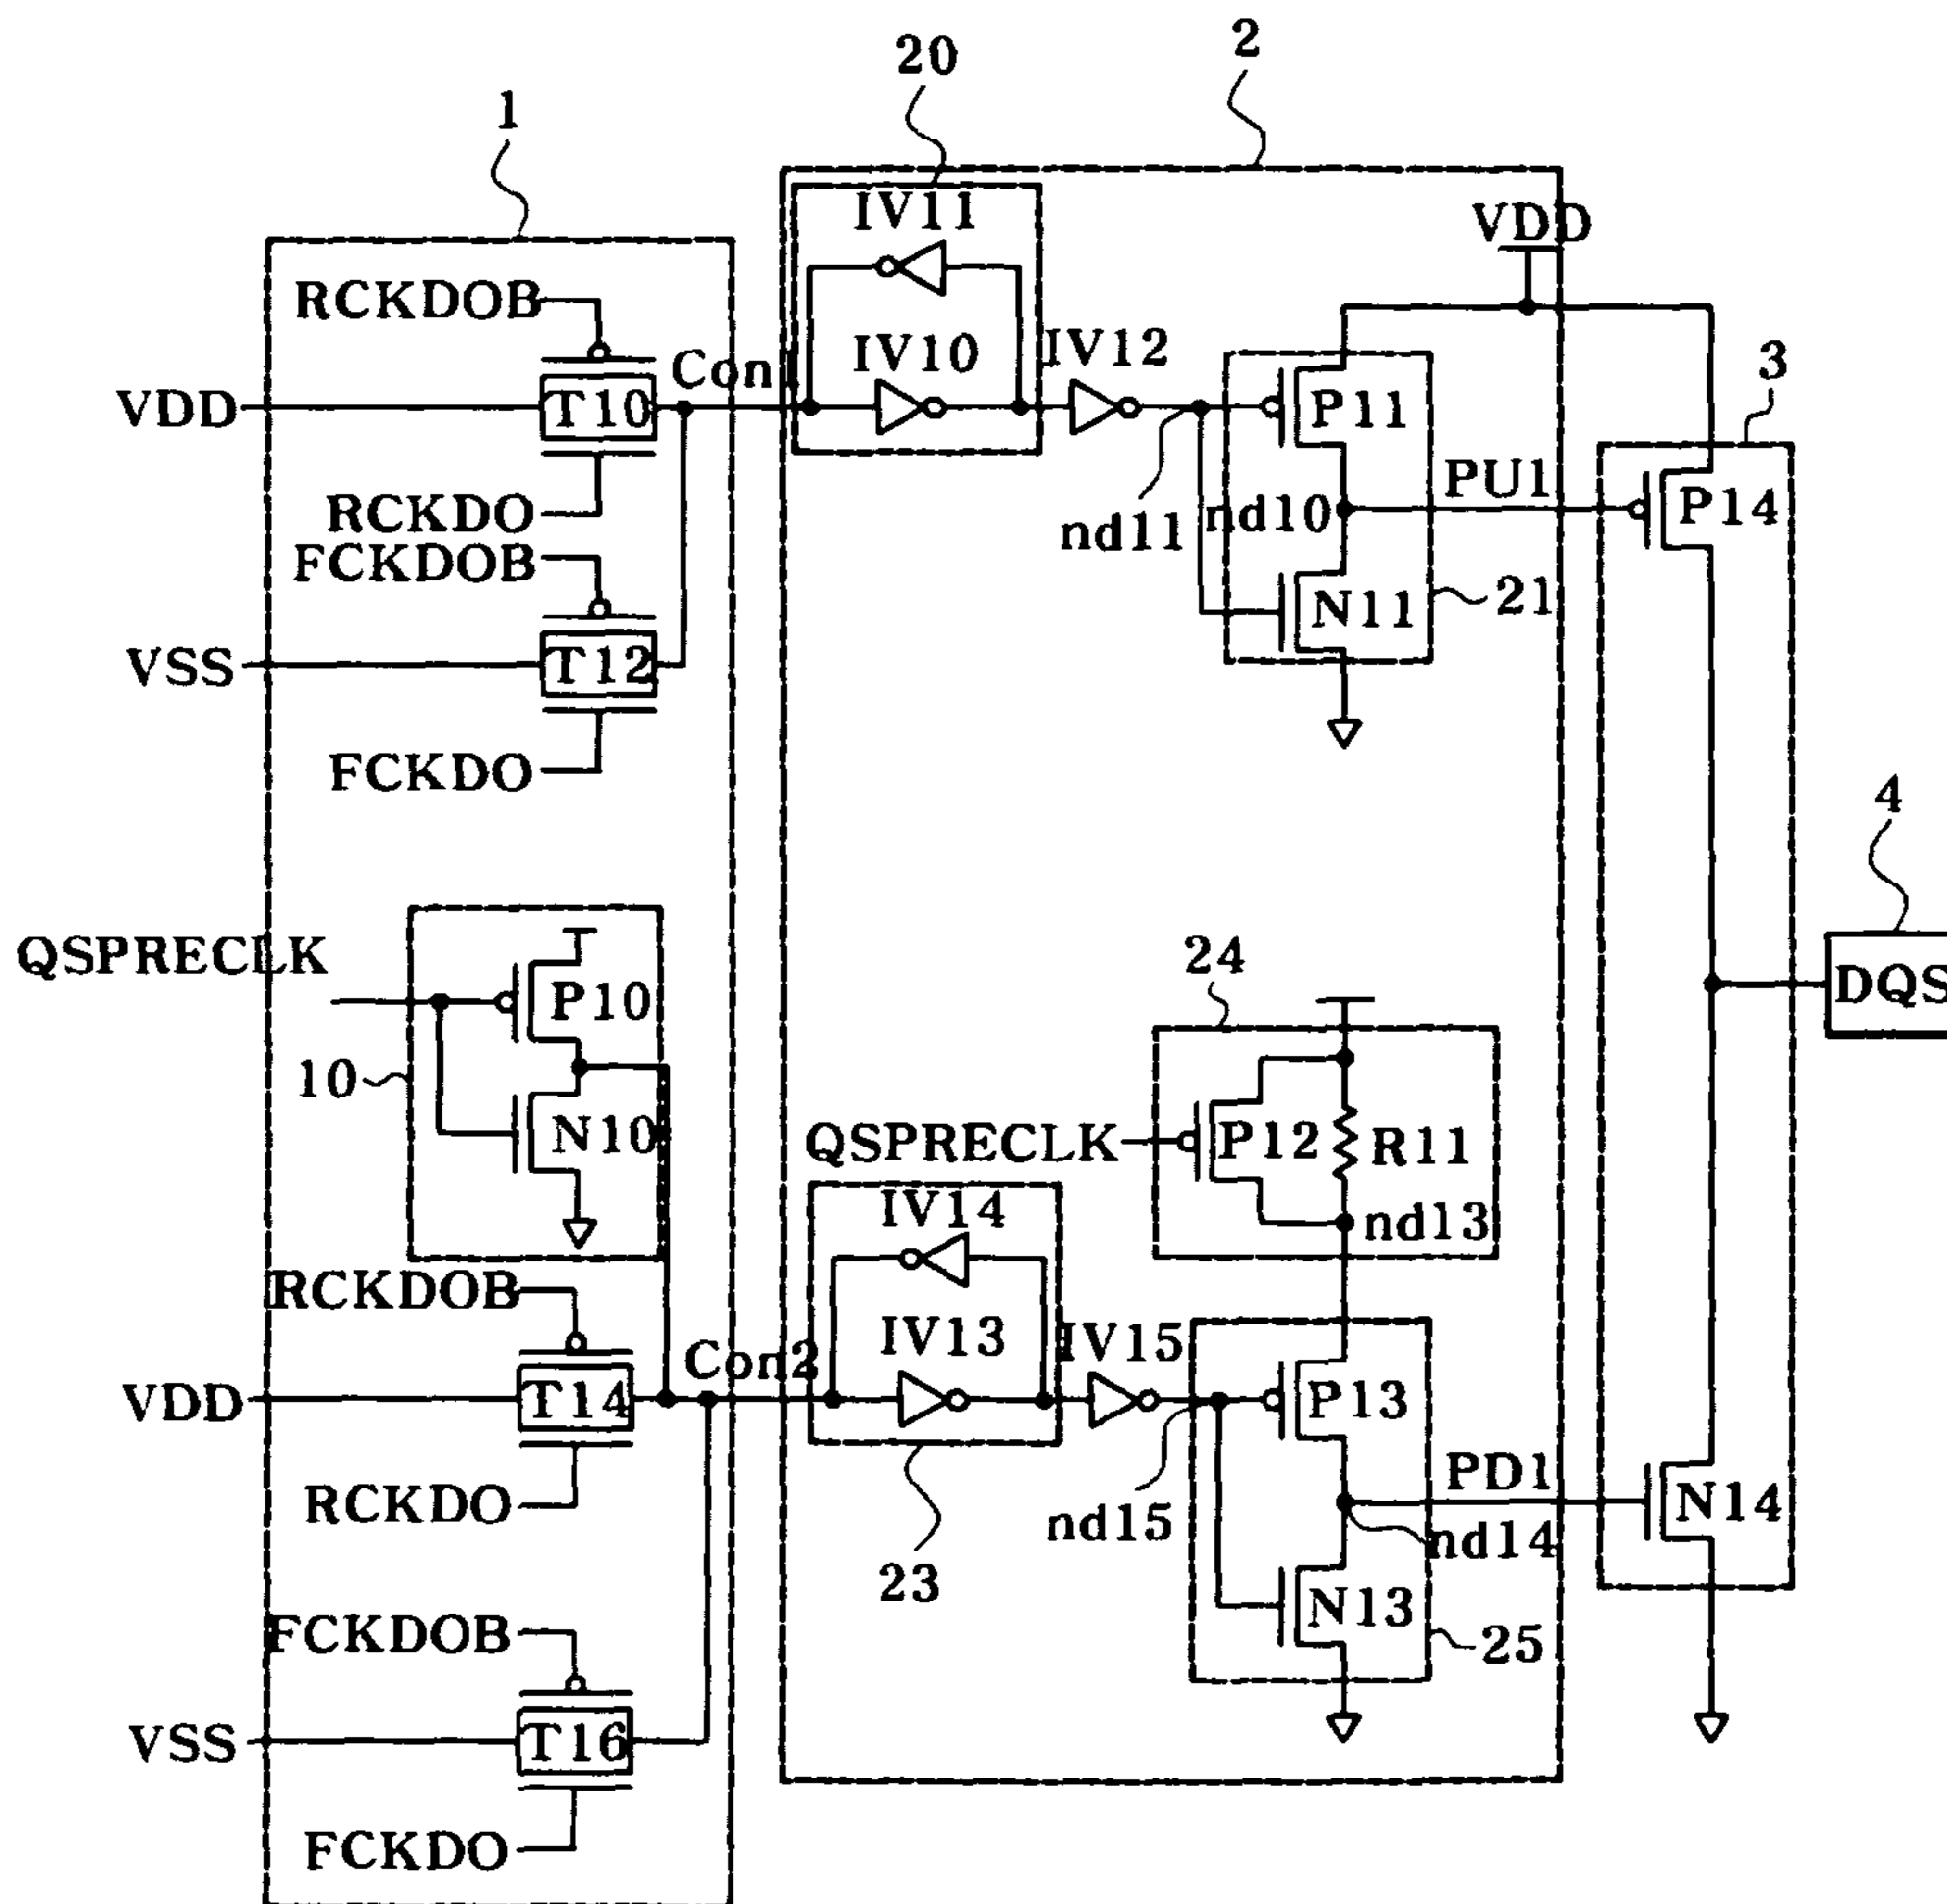 2
20
1
IV11
VDD
RCKDOB
IV10
IV12
3
Con1
VDD
T10
P11
PU1
P14
RCKDO
nd11
nd10
FCKDOB
N11
21
VSS
T12
FCKDO
4
QSPRECLK
24
DQS
P10
10
N10
QSPRECLK
P12
R11
IV14
nd13
RCKDOB
IV13
IV15
Con2
VDD
T14
P13
PD1
RCKDO
nd15
N14
nd14
23
FCKDOB
N13
25
VSS
T16
FCKDO